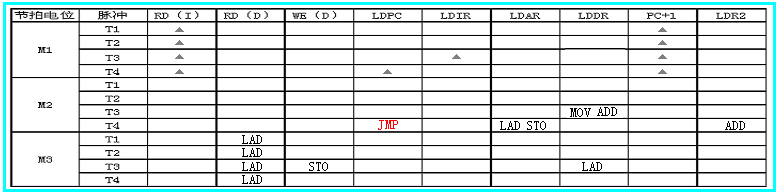 节拍电位 脉冲 RD（I） RD（D） WE（D） LDPC LDIR LDAR LDDR PC+1 LDR2
M1 T1
T2
T3
T4
M2 T1
T2
T3 MOV ADD
T4 JMP LAD STO ADD
M3 T1 LAD
T2 LAD
T3 LAD STO LAD
T4 LAD